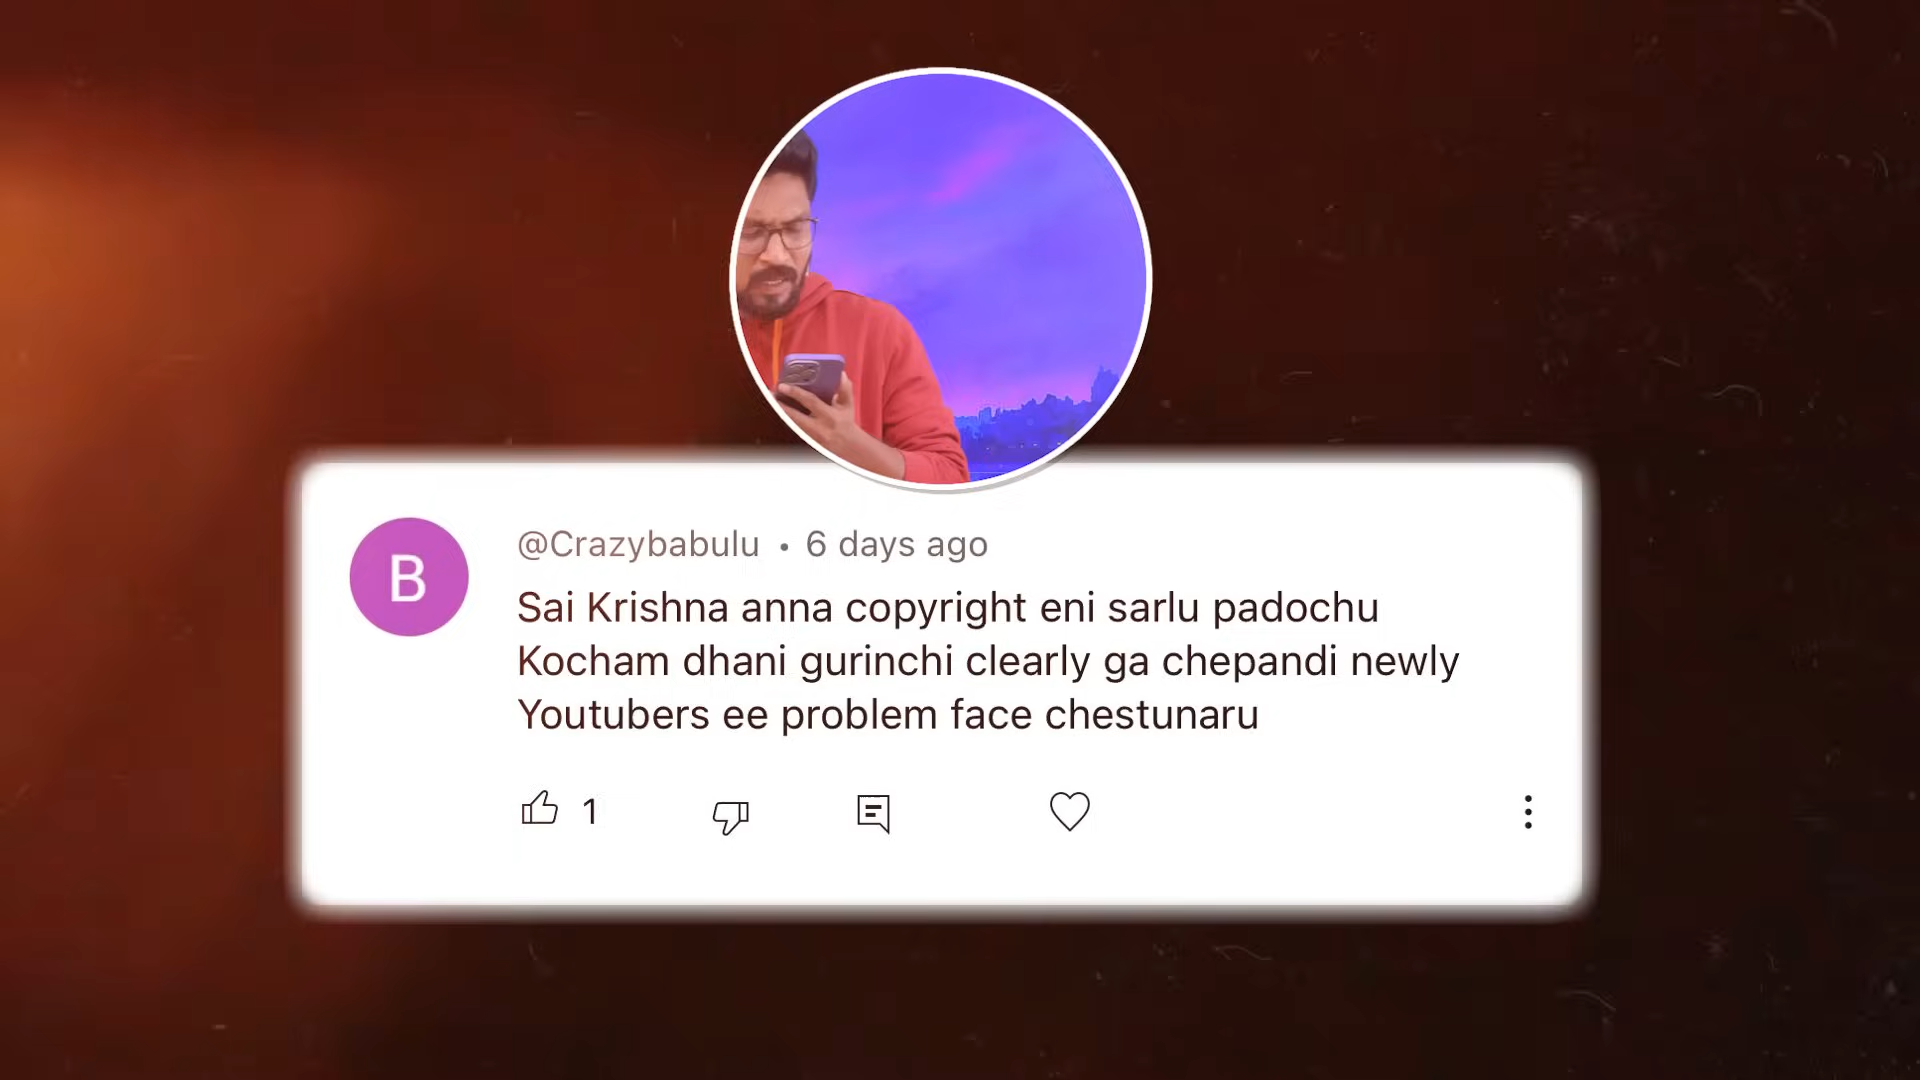 B
@Crazybabulu • 6 days ago
Sai Krishna anna copyright eni sarlu padochu
Kocham dhani gurinchi clearly ga chepandi newly
Youtubers ee problem face chestunaru
1